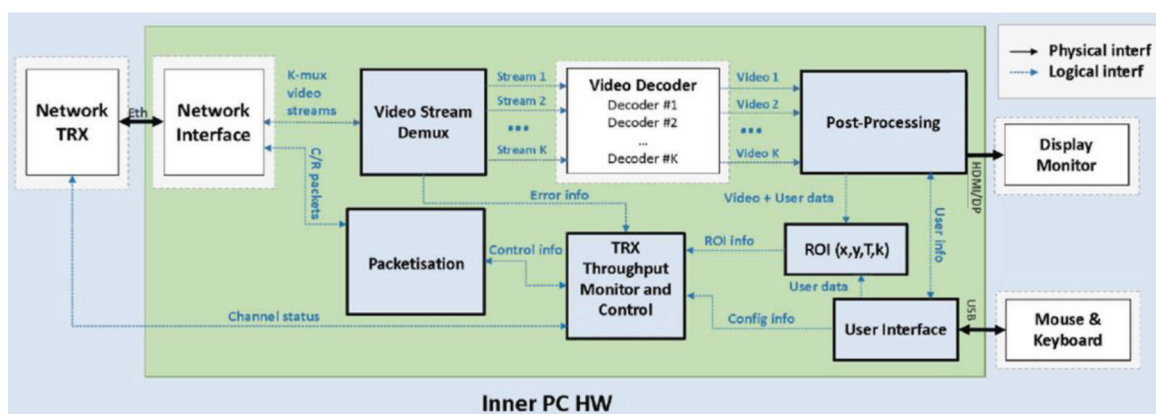 Physical interf
Logical interf
Network
TRX
Eth
Network
Interface
K-mux
video
streams
C/R packets
Video Stream
Demux
Stream 1
Stream 2
...
Stream K
Video Decoder
Decoder #1
Decoder #2
...
Decoder #K
Video 1
Video 2
...
Video K
Post-Processing
HDMI/DP
Display
Monitor
Error info
Video + User data
User info
Packetisation
Control info
TRX
Throughput
Monitor and
Control
ROI info
ROI (x,y,T,k)
User data
Channel status
Config info
User Interface
USB
Mouse &
Keyboard
Inner PC HW